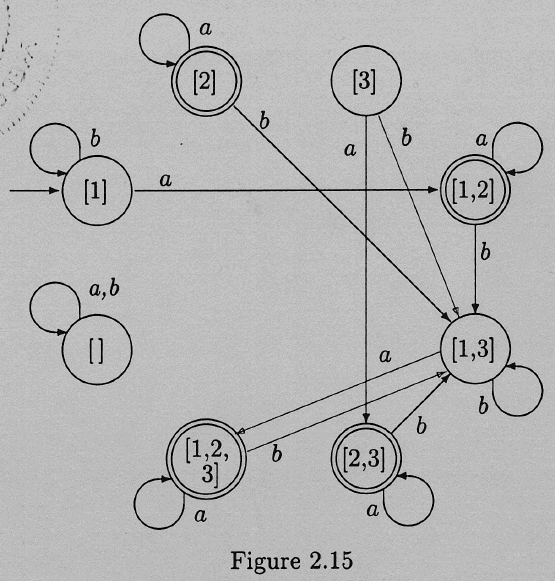 a
[2]
[3]
b
a
b
b
[1]
a
a
[1,2]
b
a,b
[ ]
a
[1,3]
b
[1,2,
3]
b
[2,3]
b
a
a
Figure 2.15